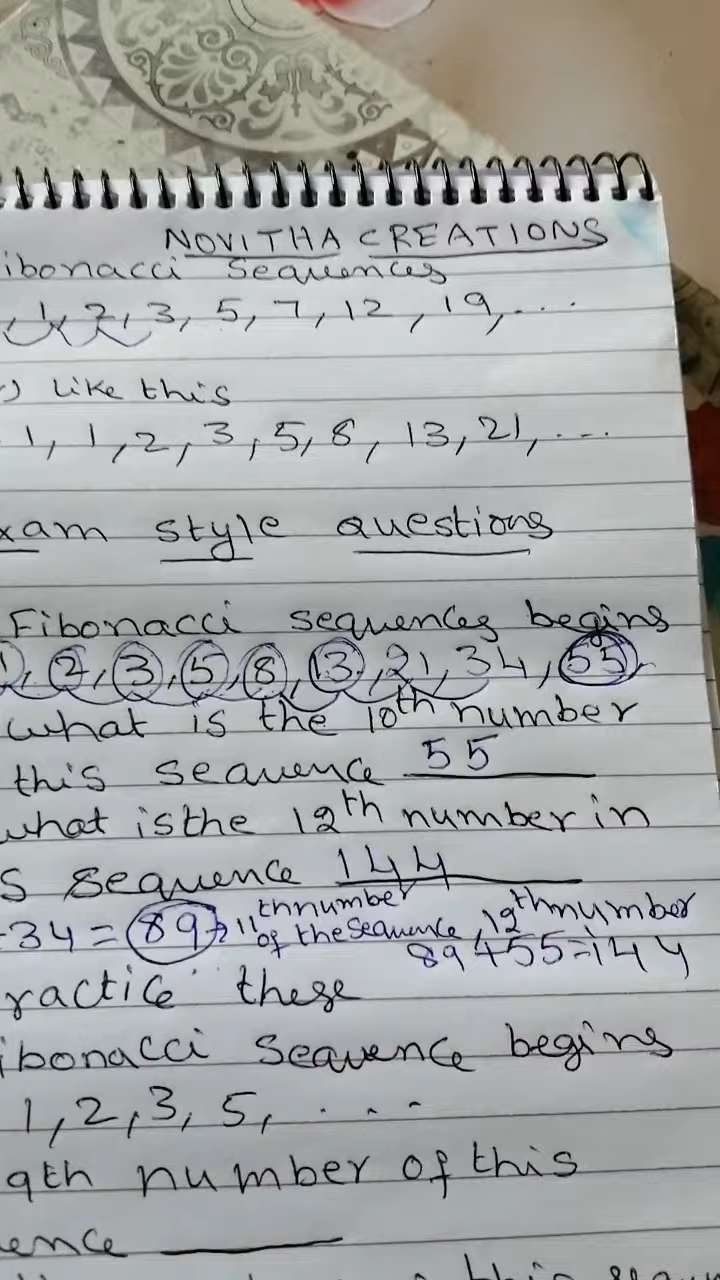 NOVITHA CREATIONS
ibonacci Sequences
, 1, 2, 3, 5, 7, 12, 19, ....
) Like this
1, 1, 2, 3, 5, 8, 13, 21, ...
xam style questions
Fibonacci sequences begins
1, 2, 3, 5, 8, 13, 21, 34, 55
what is the 10th number
this sequence 55
what is the 12th number in
s sequence 144
34 = 89 → 11th number of the sequence, 12th number
89+55=144
ractice these
ibonacci sequence begins
1, 2, 3, 5, ...
9th number of this
ence